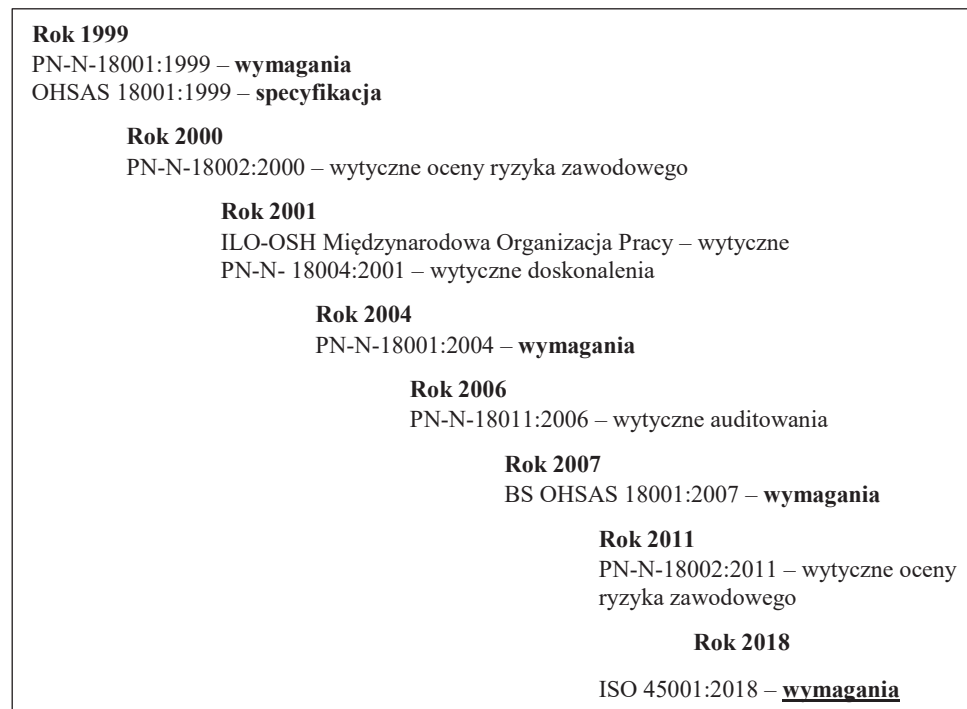 Rok 1999
PN-N-18001:1999 – wymagania
OHSAS 18001:1999 – specyfikacja
Rok 2000
PN-N-18002:2000 – wytyczne oceny ryzyka zawodowego
Rok 2001
ILO-OSH Międzynarodowa Organizacja Pracy – wytyczne
PN-N- 18004:2001 – wytyczne doskonalenia
Rok 2004
PN-N-18001:2004 – wymagania
Rok 2006
PN-N-18011:2006 – wytyczne auditowania
Rok 2007
BS OHSAS 18001:2007 – wymagania
Rok 2011
PN-N-18002:2011 – wytyczne oceny
ryzyka zawodowego
Rok 2018
ISO 45001:2018 – wymagania